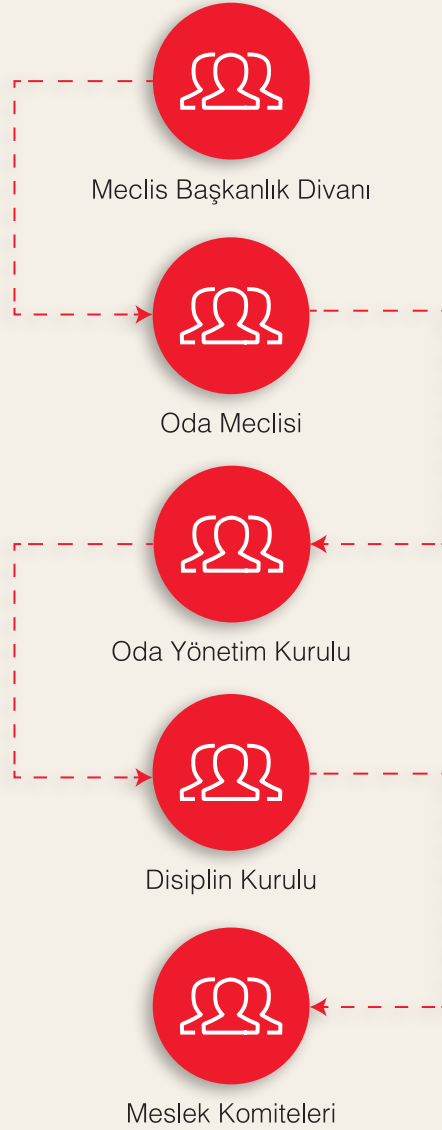 Meclis Başkanlık Divanı
Oda Meclisi
Oda Yönetim Kurulu
Disiplin Kurulu
Meslek Komiteleri